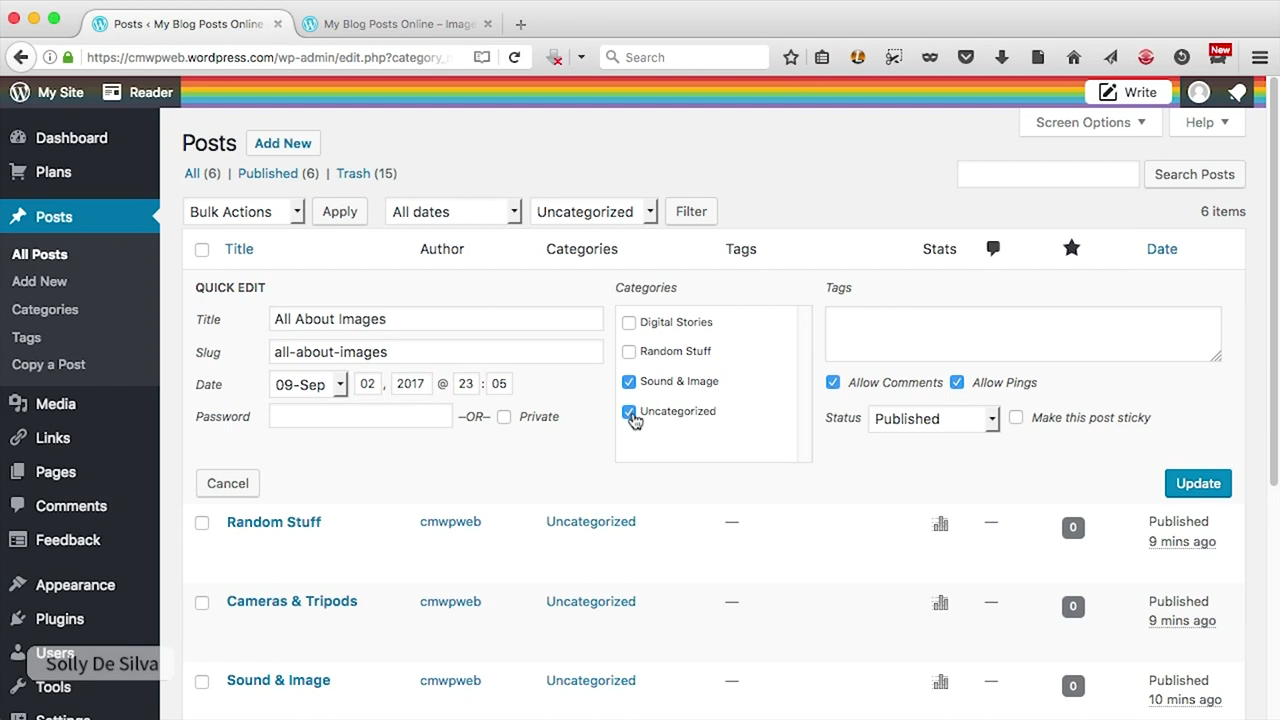 Posts ‹ My Blog Posts Online
My Blog Posts Online – Image
https://cmwpweb.wordpress.com/wp-admin/edit.php?category_
Search
New
My Site
Reader
Write
Dashboard
Plans
Posts
All Posts
Add New
Categories
Tags
Copy a Post
Media
Links
Pages
Comments
Feedback
Appearance
Plugins
Users
Solly De Silva
Tools
Settings
Screen Options
Help
Posts Add New
All (6) | Published (6) | Trash (15)
Search Posts
Bulk Actions Apply All dates Uncategorized Filter 6 items
Title Author Categories Tags Stats Date
QUICK EDIT
Title All About Images
Slug all-about-images
Date 09-Sep 02 , 2017 @ 23 : 05
Password –OR– Private
Categories
Digital Stories
Random Stuff
Sound & Image
Uncategorized
Tags
Allow Comments Allow Pings
Status Published Make this post sticky
Cancel Update
Random Stuff cmwpweb Uncategorized — — 0 Published
9 mins ago
Cameras & Tripods cmwpweb Uncategorized — — 0 Published
9 mins ago
Sound & Image cmwpweb Uncategorized — — 0 Published
10 mins ago